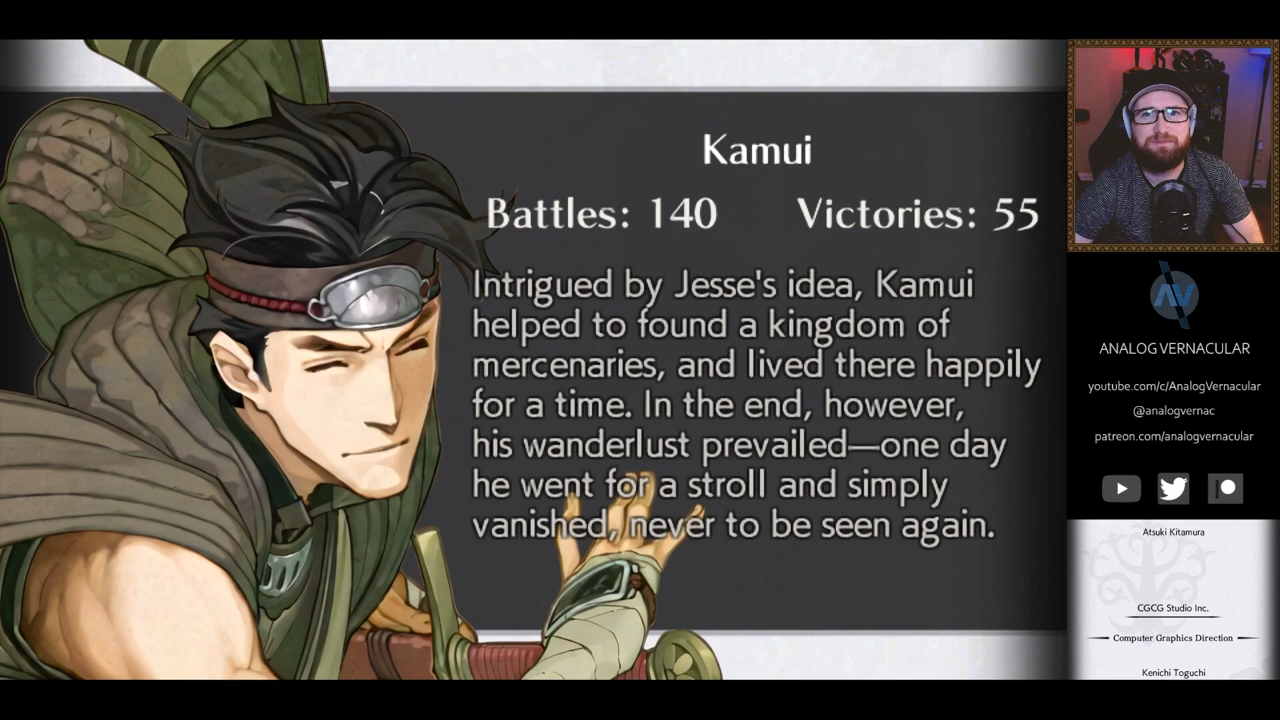 Kamui
Battles: 140 Victories: 55
Intrigued by Jesse's idea, Kamui
helped to found a kingdom of
mercenaries, and lived there happily
for a time. In the end, however,
his wanderlust prevailed—one day
he went for a stroll and simply
vanished, never to be seen again.
AV
ANALOG VERNACULAR
youtube.com/c/AnalogVernacular
@analogvernac
patreon.com/analogvernacular
Atsuki Kitamura
CGCG Studio Inc.
Computer Graphics Direction
Kenichi Toguchi